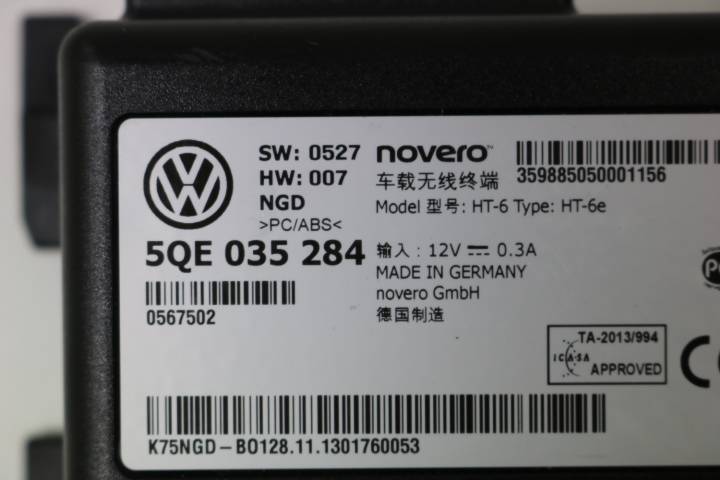 SW: 0527
HW: 007
NGD
>PC/ABS<
5QE 035 284
0567502
novero
车载无线终端
359885050001156
Model 型号: HT-6 Type: HT-6e
输入: 12V 0.3A
MADE IN GERMANY
novero GmbH
德国制造
TA-2013/994
ICASA
APPROVED
K75NGD-BO128.11.1301760053